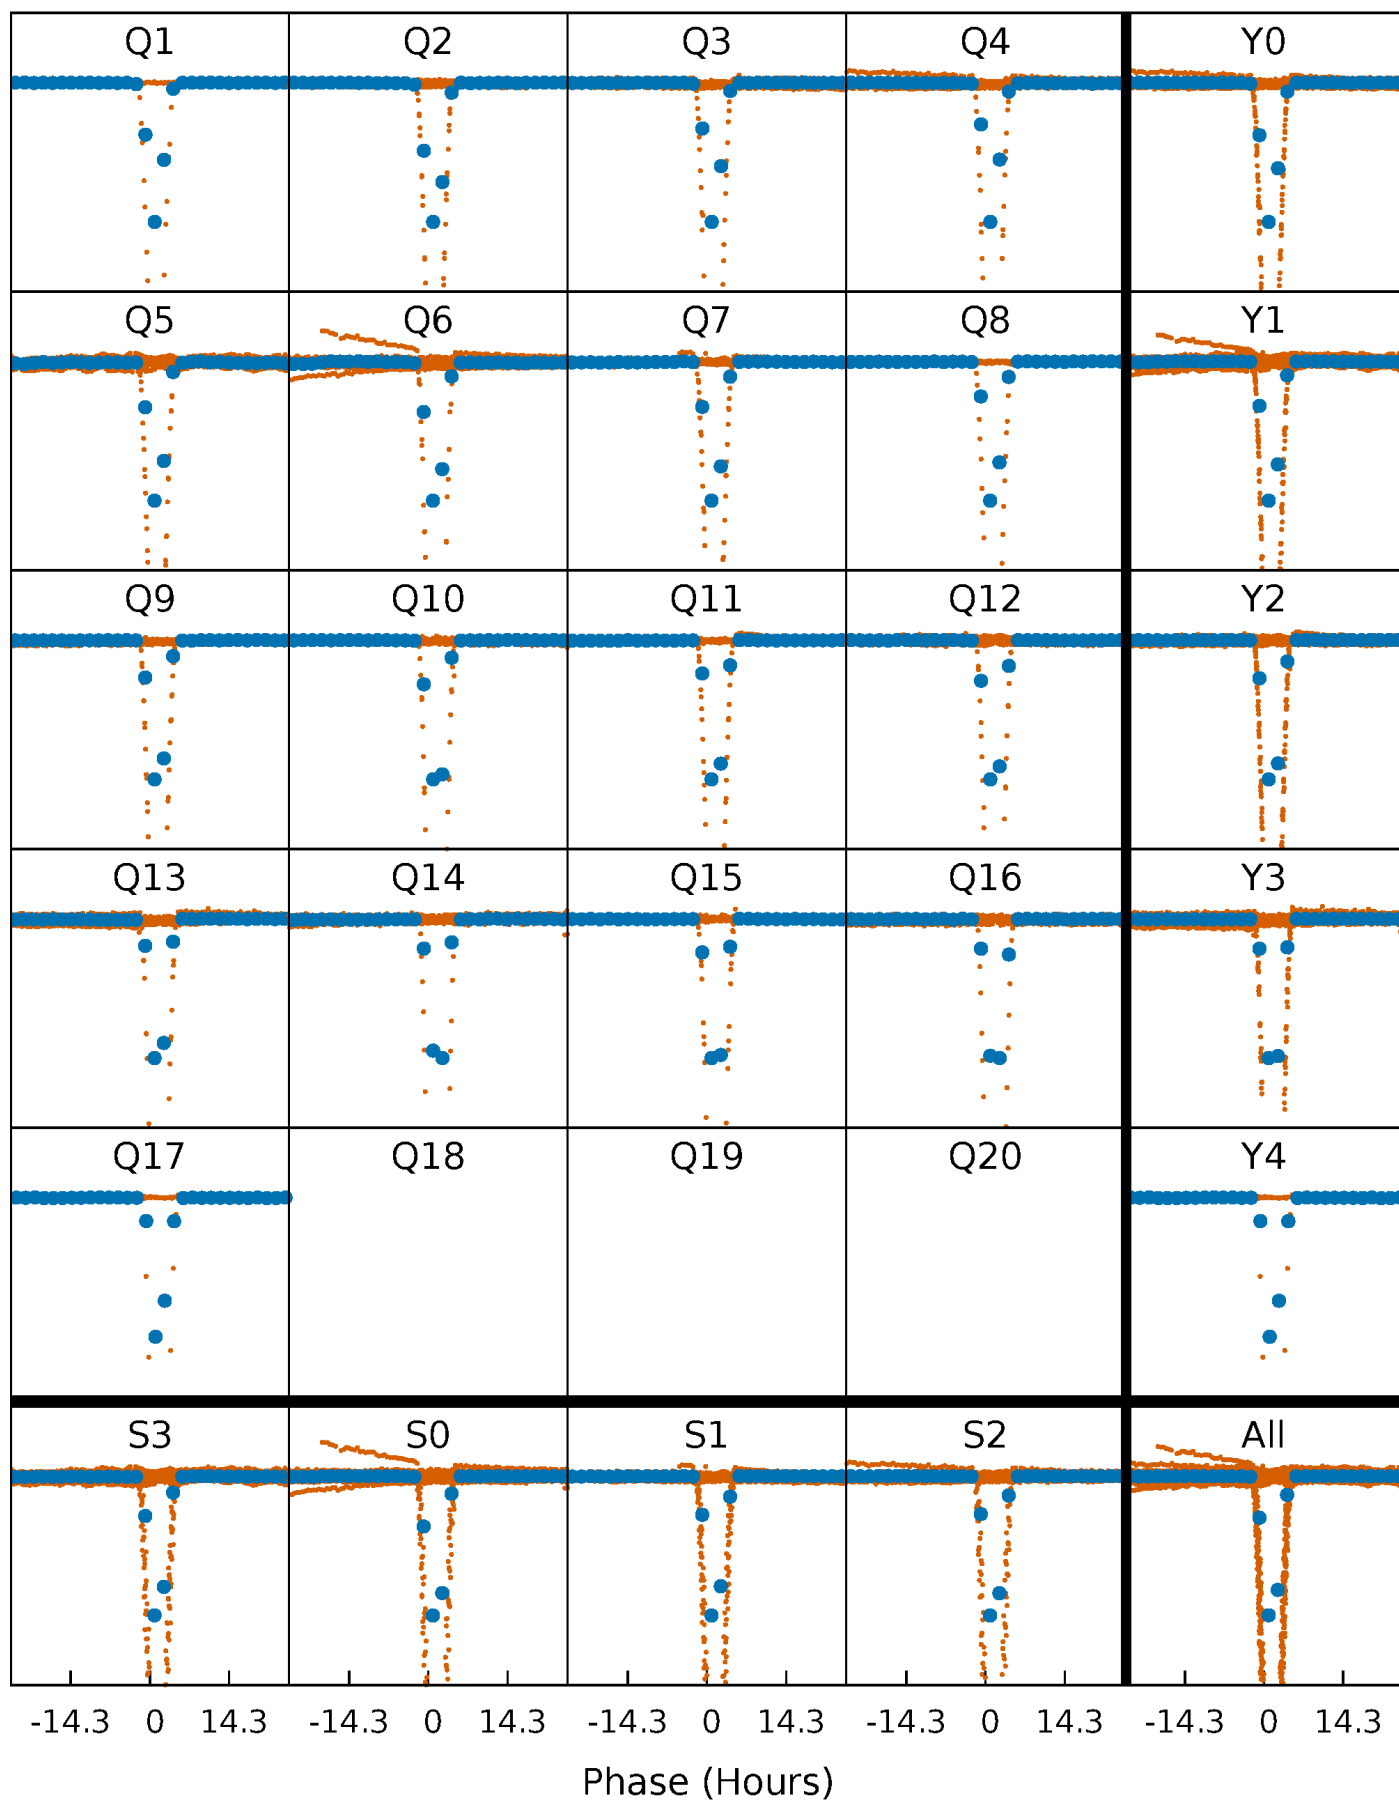 Q1 Q2 Q3 Q4 Y0
Q5 Q6 Q7 Q8 Y1
Q9 Q10 Q11 Q12 Y2
Q13 Q14 Q15 Q16 Y3
Q17 Q18 Q19 Q20 Y4
S3 S0 S1 S2 All
-14.3 0 14.3 -14.3 0 14.3 -14.3 0 14.3 -14.3 0 14.3 -14.3 0 14.3
Phase (Hours)